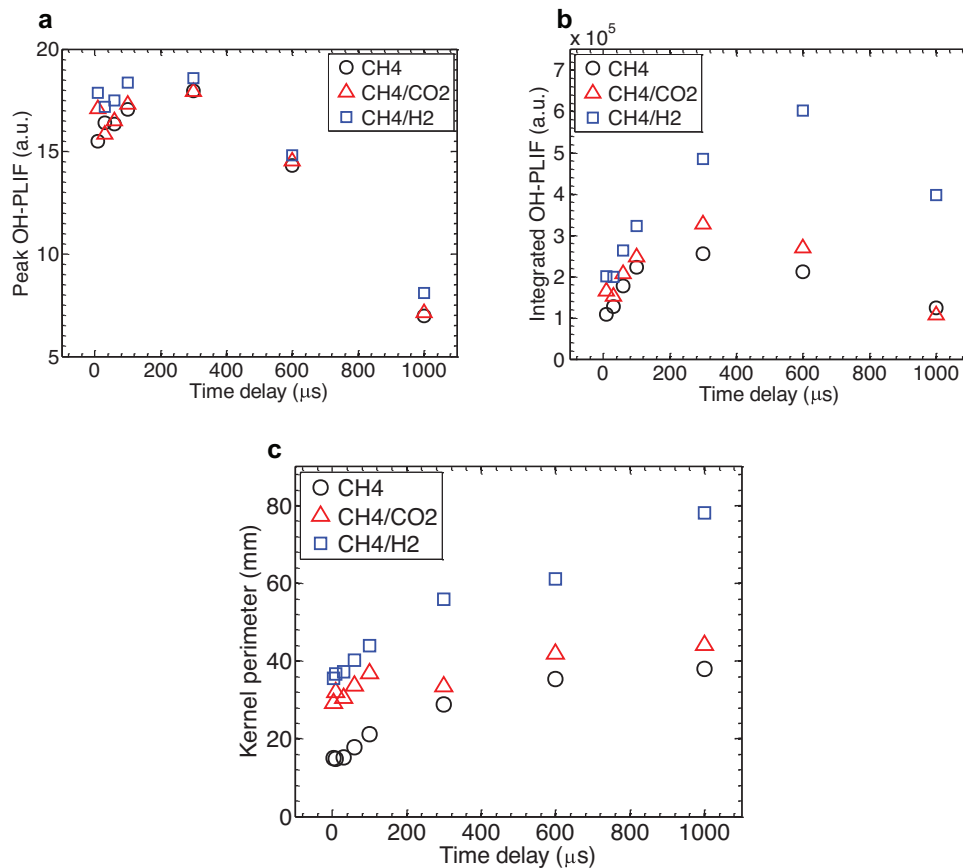 a
20
15
10
5
Peak OH-PLIF (a.u.)
CH4
CH4/CO2
CH4/H2
0 200 400 600 800 1000
Time delay (μs)
b
x 10^5
7
6
5
4
3
2
1
0
Integrated OH-PLIF (a.u.)
CH4
CH4/CO2
CH4/H2
0 200 400 600 800 1000
Time delay (μs)
c
80
60
40
20
0
Kernel perimeter (mm)
CH4
CH4/CO2
CH4/H2
0 200 400 600 800 1000
Time delay (μs)